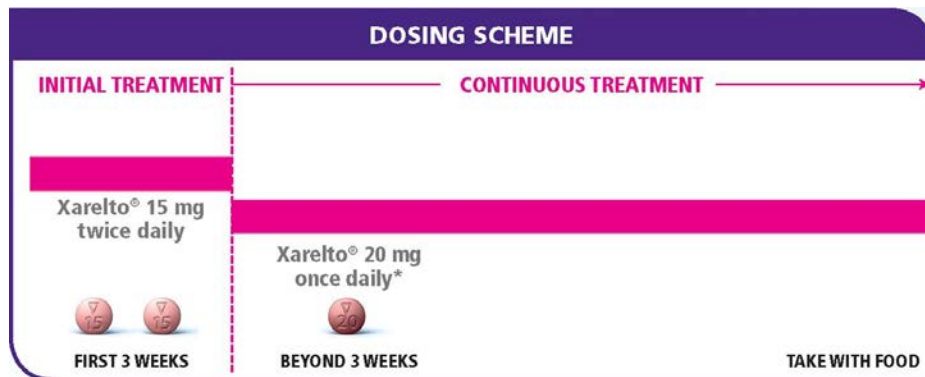 DOSING SCHEME
INITIAL TREATMENT
CONTINUOUS TREATMENT
Xarelto® 15 mg
twice daily
Xarelto® 20 mg
once daily*
15
15
20
FIRST 3 WEEKS
BEYOND 3 WEEKS
TAKE WITH FOOD